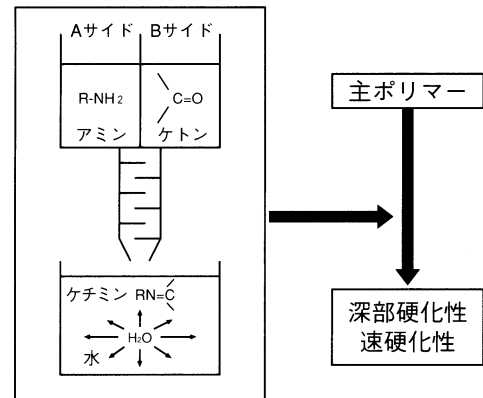 Aサイド Bサイド
R-NH2 C=O
アミン ケトン
ケチミン RN=C
H2O
水
主ポリマー
深部硬化性
速硬化性